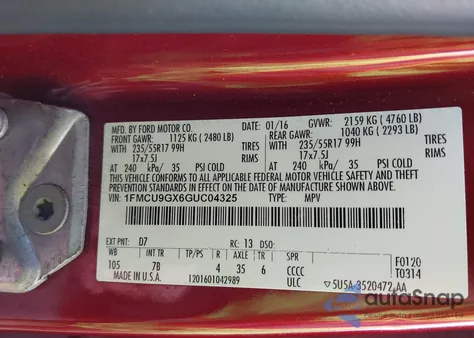 MFD. BY FORD MOTOR CO.
DATE: 01/16 GVWR: 2159 KG ( 4760 LB)
FRONT GAWR: 1125 KG ( 2480 LB) REAR GAWR: 1040 KG ( 2293 LB)
WITH 235/55R17 99H TIRES WITH 235/55R17 99H TIRES
17x7.5J RIMS 17x7.5J RIMS
AT 240 kPa/ 35 PSI COLD AT 240 kPa/ 35 PSI COLD
THIS VEHICLE CONFORMS TO ALL APPLICABLE FEDERAL MOTOR VEHICLE SAFETY AND THEFT
PREVENTION STANDARDS IN EFFECT ON THE DATE OF MANUFACTURE SHOWN ABOVE.
VIN: 1FMCU9GX6GUC04325 TYPE: MPV
EXT PNT: D7 RC: 13 DSO: F0120
WB INT TR TP/PS R AXLE TR SPR T0314
105 7B 4 35 6 CCCC
MADE IN U.S.A. 1201601042989 ULC 5U5A-3520472-AA
autoSnap